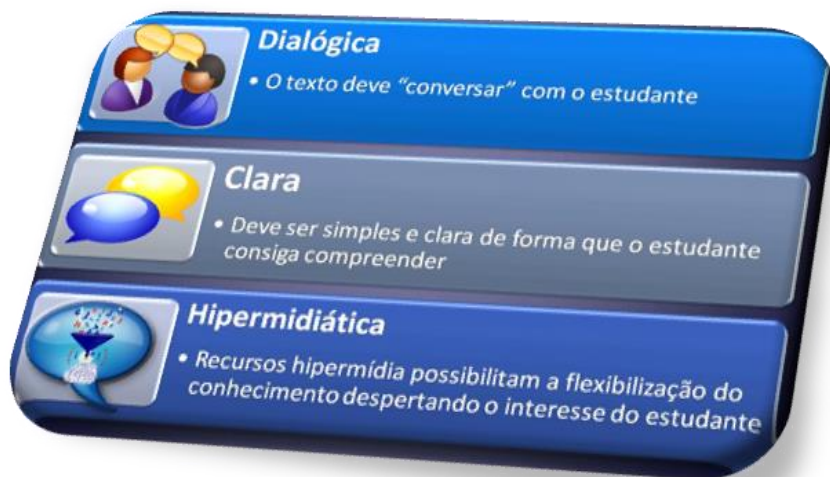 Dialógica
• O texto deve “conversar” com o estudante
Clara
• Deve ser simples e clara de forma que o estudante
consiga compreender
Hipermidiática
• Recursos hipermídia possibilitam a flexibilização do
conhecimento despertando o interesse do estudante